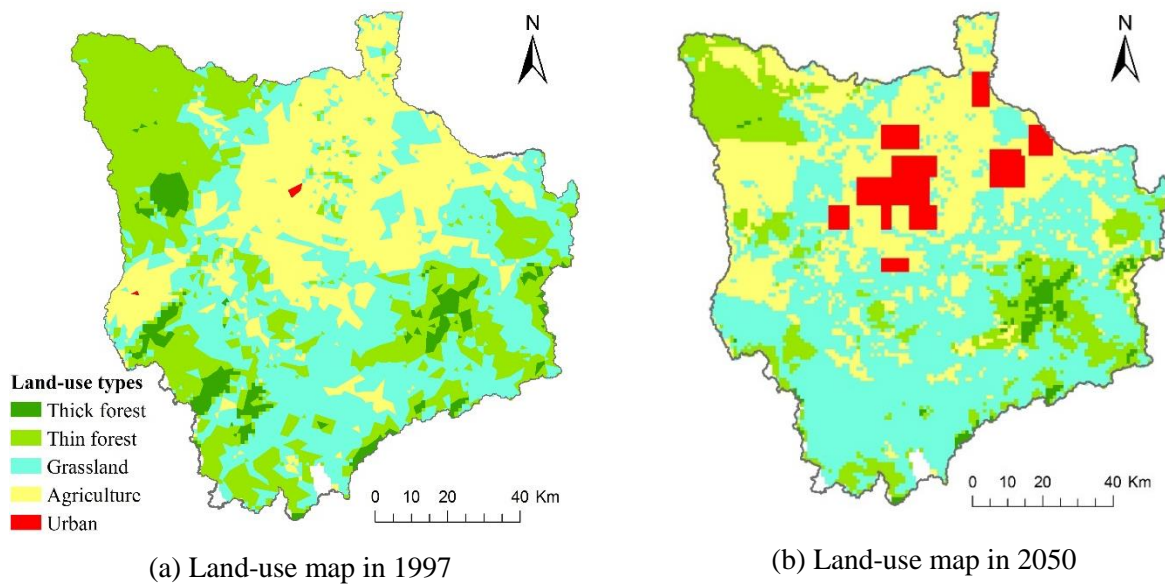 N
N
Land-use types
Thick forest
Thin forest
Grassland
Agriculture
Urban
0 10 20 40 Km
0 10 20 40 Km
(a) Land-use map in 1997
(b) Land-use map in 2050